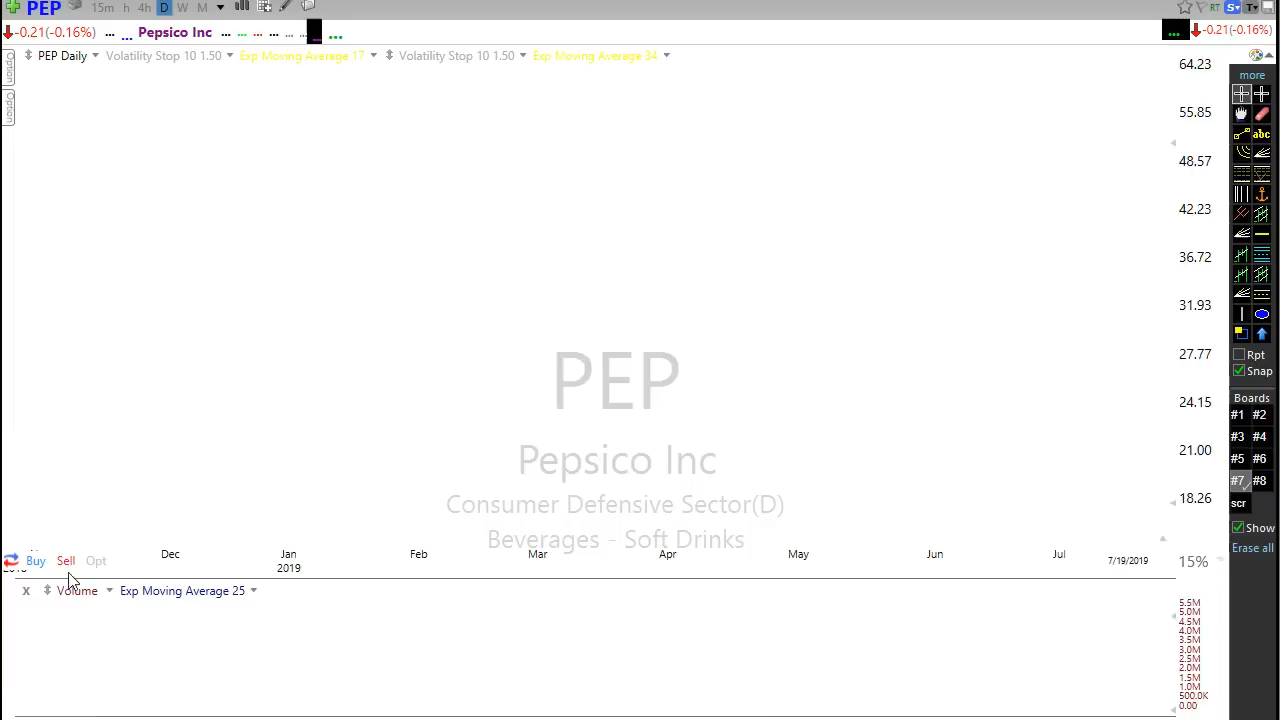 PEP 15m h 4h D W M RT S T
-0.21(-0.16%) ... ... Pepsico Inc ... ... ... ... ... ... ... ... -0.21(-0.16%)
PEP Daily Volatility Stop 10 1.50 Exp Moving Average 17 Volatility Stop 10 1.50 Exp Moving Average 34
Option
Option
64.23
55.85
48.57
42.23
36.72
31.93
27.77
24.15
21.00
18.26
15%
PEP
Pepsico Inc
Consumer Defensive Sector(D)
Beverages - Soft Drinks
Dec Jan Feb Mar Apr May Jun Jul 7/19/2019
2019
Buy Sell Opt
x Volume Exp Moving Average 25
5.5M
5.0M
4.5M
4.0M
3.5M
3.0M
2.5M
2.0M
1.5M
1.0M
500.0K
0.00
more
abc
Rpt
Snap
Boards
#1 #2
#3 #4
#5 #6
#7 #8
scr
Show
Erase all